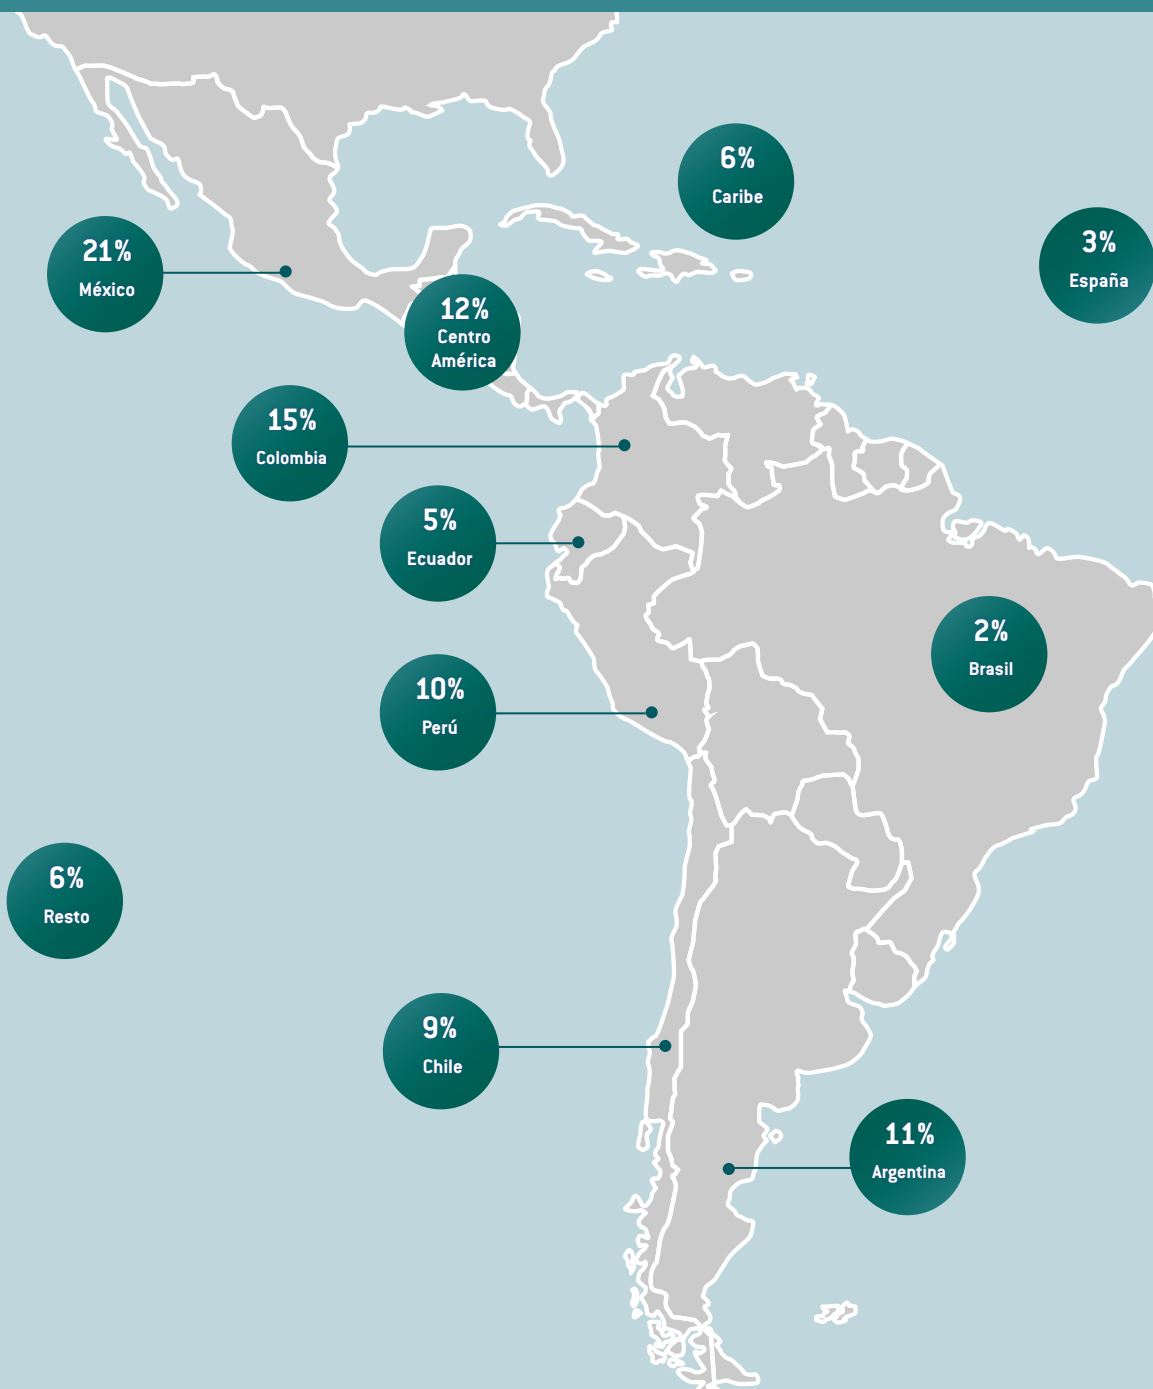 6%
Caribe
3%
España
21%
México
12%
Centro
América
15%
Colombia
5%
Ecuador
2%
Brasil
10%
Perú
6%
Resto
9%
Chile
11%
Argentina